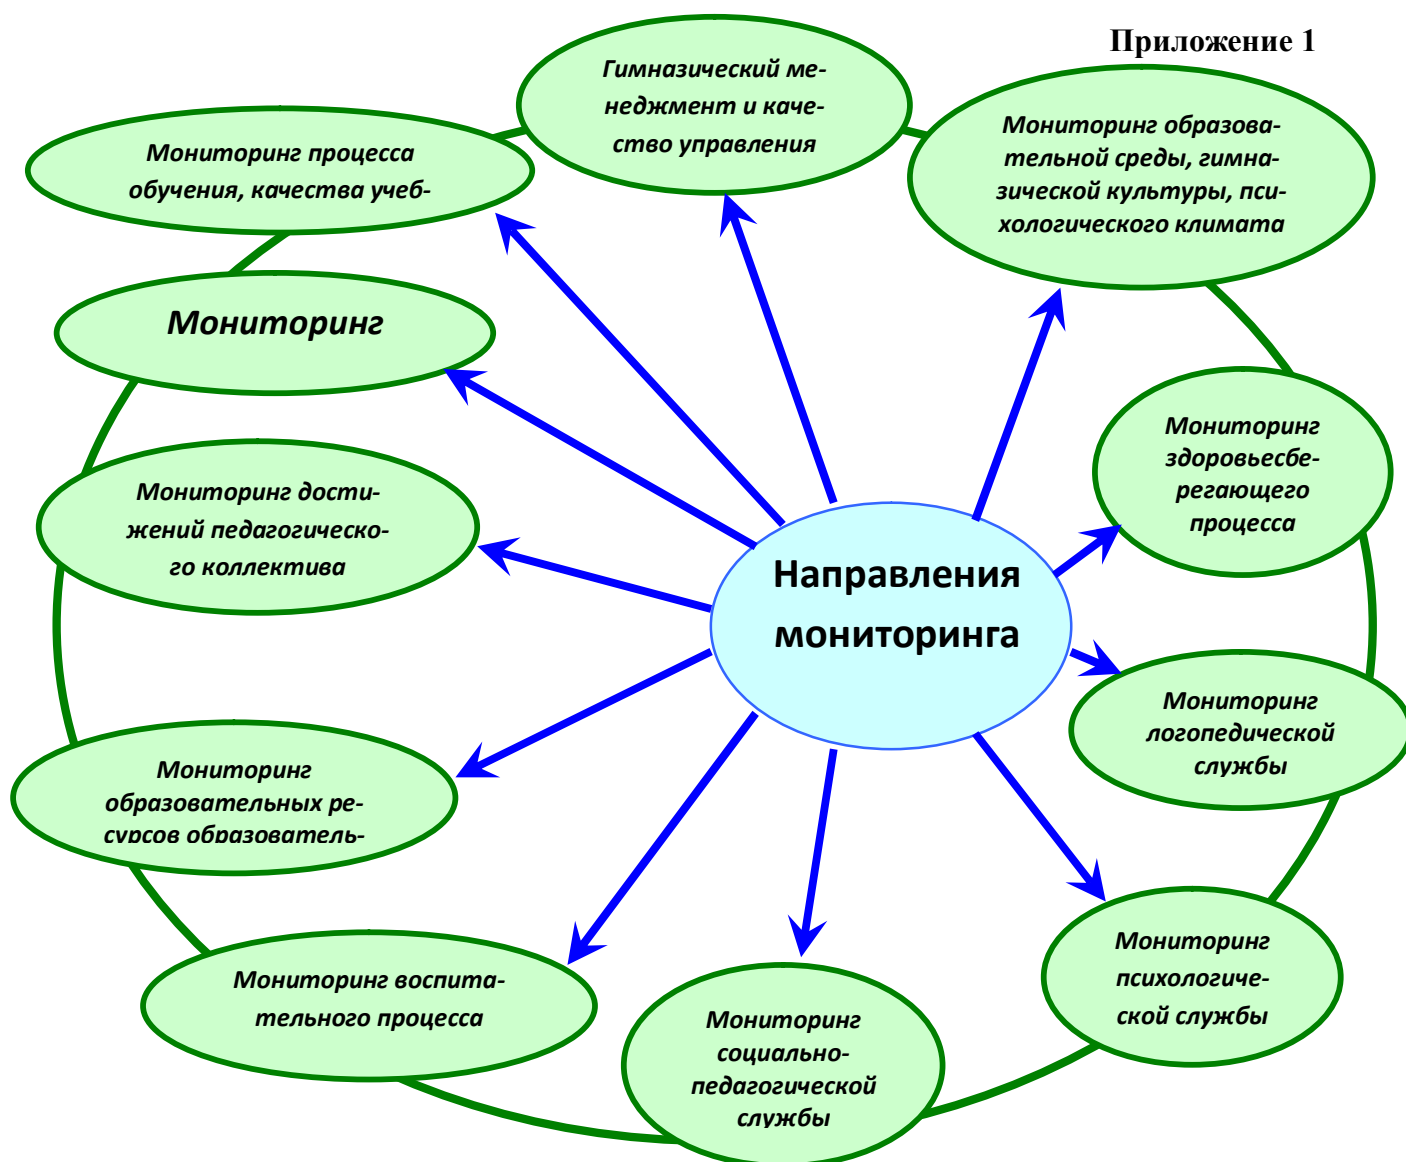 Приложение 1
Гимназический ме-
неджмент и каче-
ство управления
Мониторинг образова-
тельной среды, гимна-
зической культуры, пси-
хологического климата
Мониторинг процесса
обучения, качества учеб-
Мониторинг
Мониторинг
здоровьесбе-
регающего
процесса
Мониторинг дости-
жений педагогическо-
го коллектива
Направления
мониторинга
Мониторинг
логопедической
службы
Мониторинг
образовательных ре-
сурсов образователь-
Мониторинг
психологиче-
ской службы
Мониторинг воспита-
тельного процесса
Мониторинг
социально-
педагогической
службы